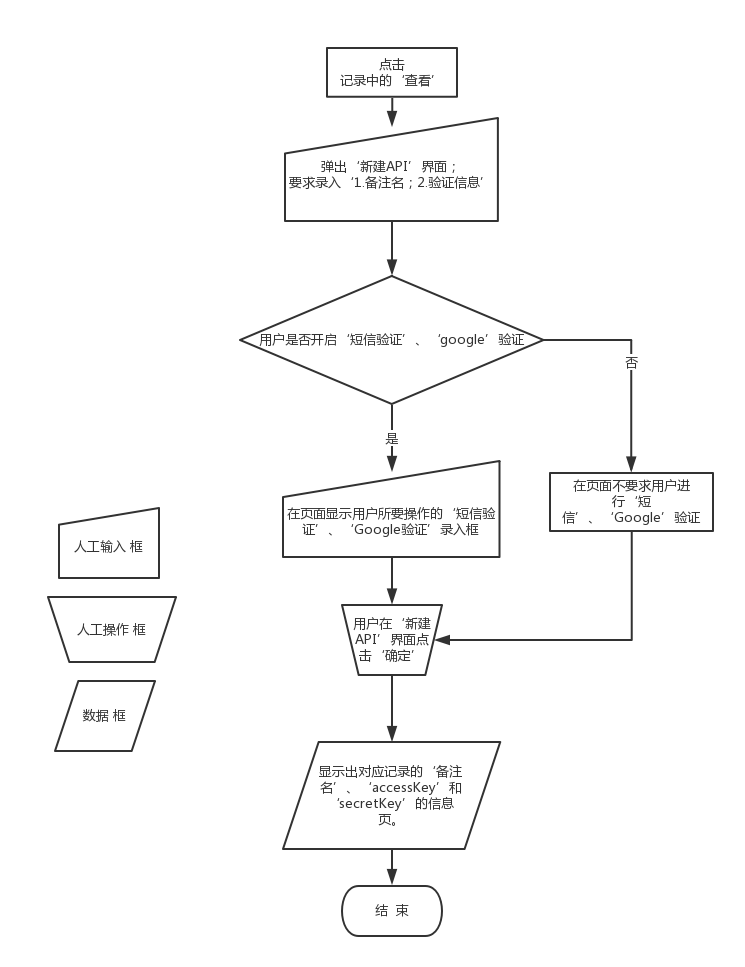 点击
记录中的‘查看’
弹出‘新建API’界面；
要求录入‘1.备注名；2.验证信息’
用户是否开启‘短信验证’、‘google’验证
否
是
在页面显示用户所要操作的‘短信验
证’、‘Google验证’录入框
在页面不要求用户进
行‘短
信’、‘Google’验证
人工输入 框
人工操作 框
数据 框
用户在‘新建
API’界面点
击‘确定’
显示出对应记录的‘备注
名’、‘accessKey’和
‘secretKey’的信息
页。
结 束